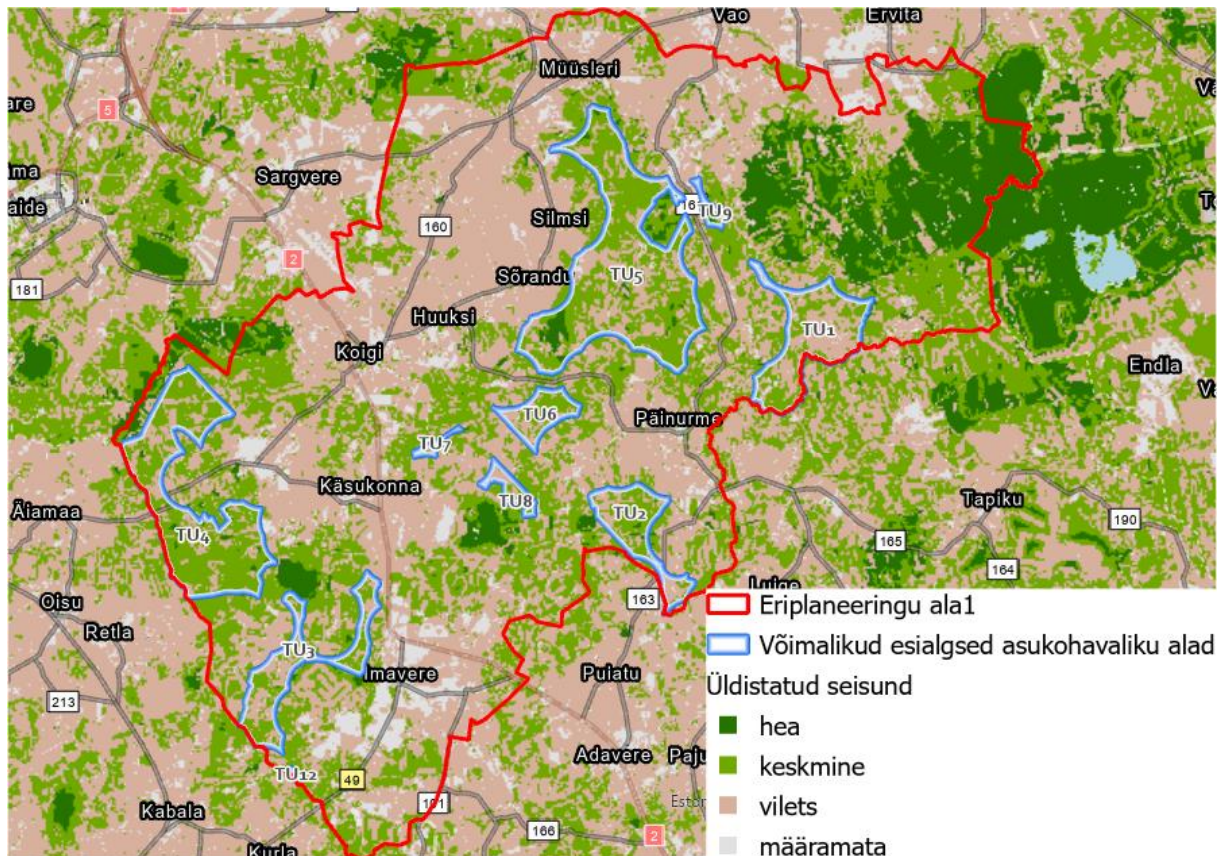 Vao
Ervita
Müüsleri
are
5
Sargvere
ama
aide
Silmsi
16
TU9
160
2
181
Sõrandu
TU5
Huuksi
TU1
Koigi
Endla
TU6
Päinurme
TU7
Käsukonna
TU8
Tapiku
Äiamaa
TU2
190
TU4
165
164
Oisu
Luige
163
Retla
TU3
Imavere
Puiatu
213
Adavere
Paju
TU12
49
Kabala
166
2
Kurla
Eriplaneeringu ala1
Võimalikud esialgsed asukohavaliku alad
Üldistatud seisund
hea
keskmine
vilets
määramata